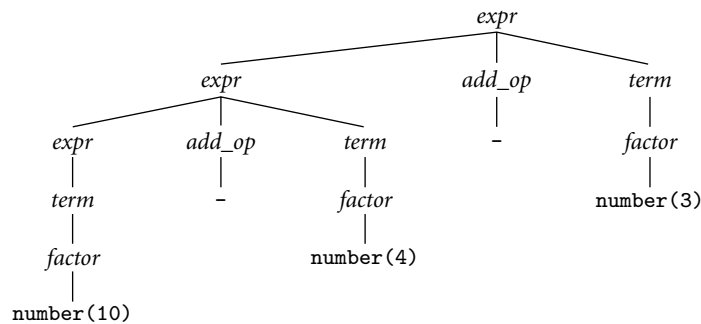 expr
expr add_op term
expr add_op term - factor
term - factor number(3)
factor number(4)
number(10)